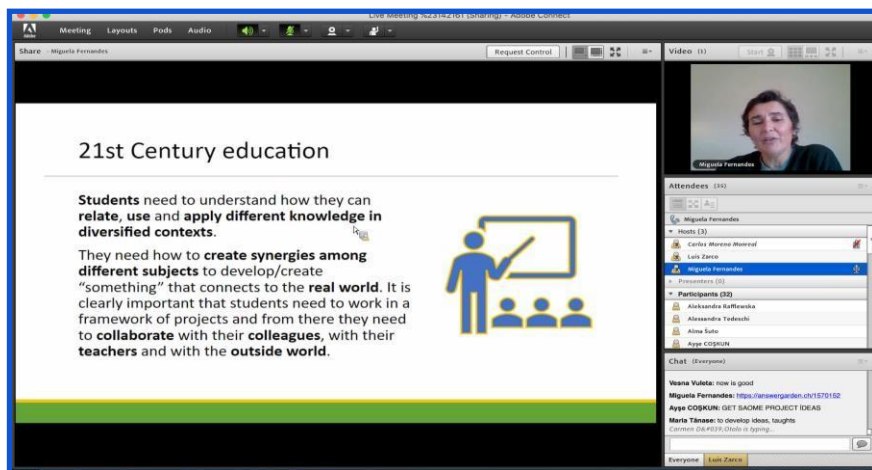 Live Meeting %23142161 (Sharing) - Adobe Connect
Adobe
Meeting Layouts Pods Audio
Share - Miguela Fernandes
Request Control
21st Century education
Students need to understand how they can
relate, use and apply different knowledge in
diversified contexts.
They need how to create synergies among
different subjects to develop/create
“something” that connects to the real world. It is
clearly important that students need to work in a
framework of projects and from there they need
to collaborate with their colleagues, with their
teachers and with the outside world.
Video (1)
Start
Miguela Fernandes
Attendees
Miguela Fernandes
Hosts (3)
Carlos Moreno Monreal
Luis Zarco
Miguela Fernandes
Presenters (0)
Participants (32)
Aleksandra Rafflewska
Alessandra Tedeschi
Alma Šuto
Ayşe COŞKUN
Chat (Everyone)
Vesna Vuleta: now is good
Miguela Fernandes: https://answergarden.ch/1570152
Ayşe COŞKUN: GET SAOME PROJECT İDEAS
Maria Tănase: to develop ideas, taughts
Carmen D&#039;Otolo is typing...
Everyone Luis Zarco